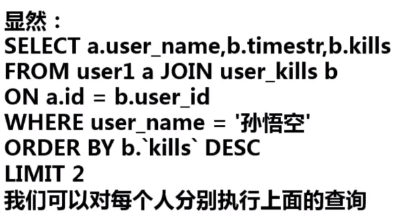 显然：
SELECT a.user_name,b.timestr,b.kills
FROM user1 a JOIN user_kills b
ON a.id = b.user_id
WHERE user_name = '孙悟空'
ORDER BY b.`kills` DESC
LIMIT 2
我们可以对每个人分别执行上面的查询